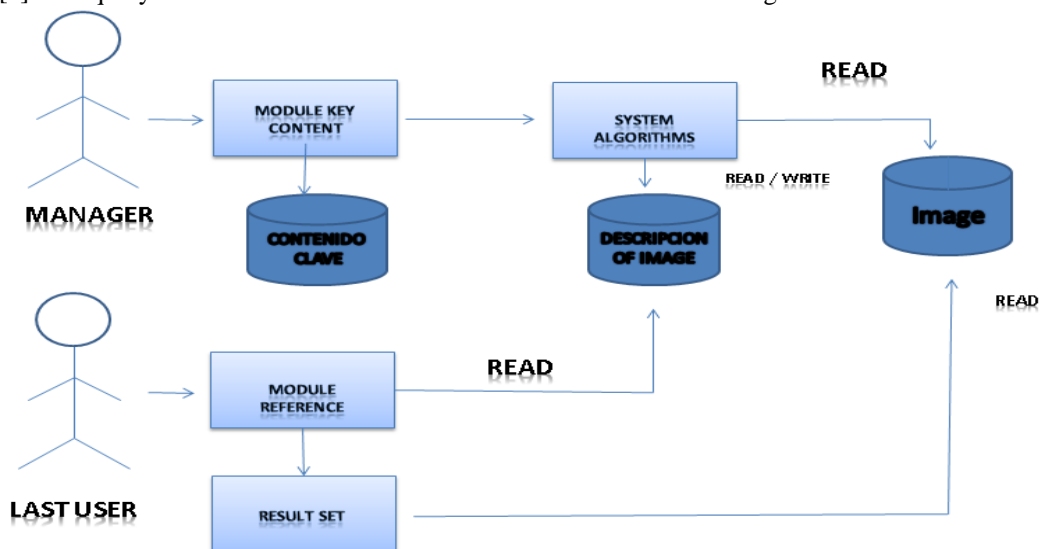 READ
MODULE KEY
CONTENT
SYSTEM
ALGORITHMS
READ / WRITE
MANAGER
CONTENIDO
CLAVE
DESCRIPCION
OF IMAGE
Image
READ
READ
MODULE
REFERENCE
LAST USER
RESULT SET